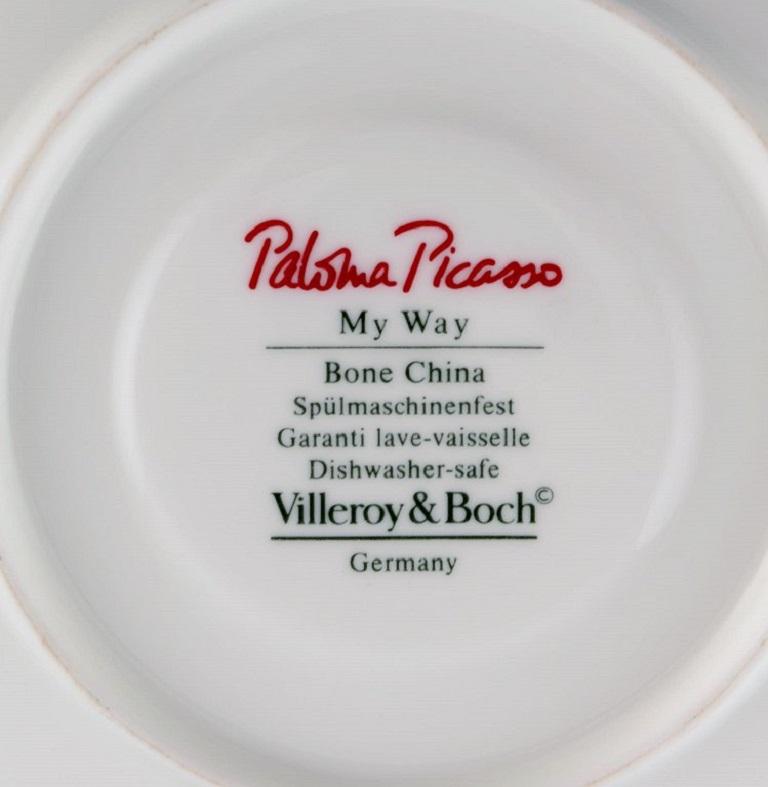 Paloma Picasso
My Way
Bone China
Spülmaschinenfest
Garanti lave-vaisselle
Dishwasher-safe
Villeroy & Boch©
Germany